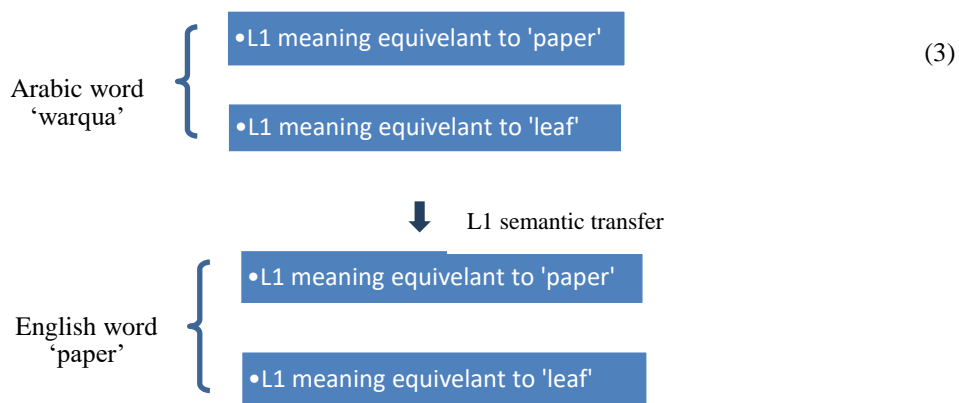 •L1 meaning equivelant to 'paper'
(3)
Arabic word
‘warqua’
•L1 meaning equivelant to 'leaf'
L1 semantic transfer
•L1 meaning equivelant to 'paper'
English word
‘paper’
•L1 meaning equivelant to 'leaf'